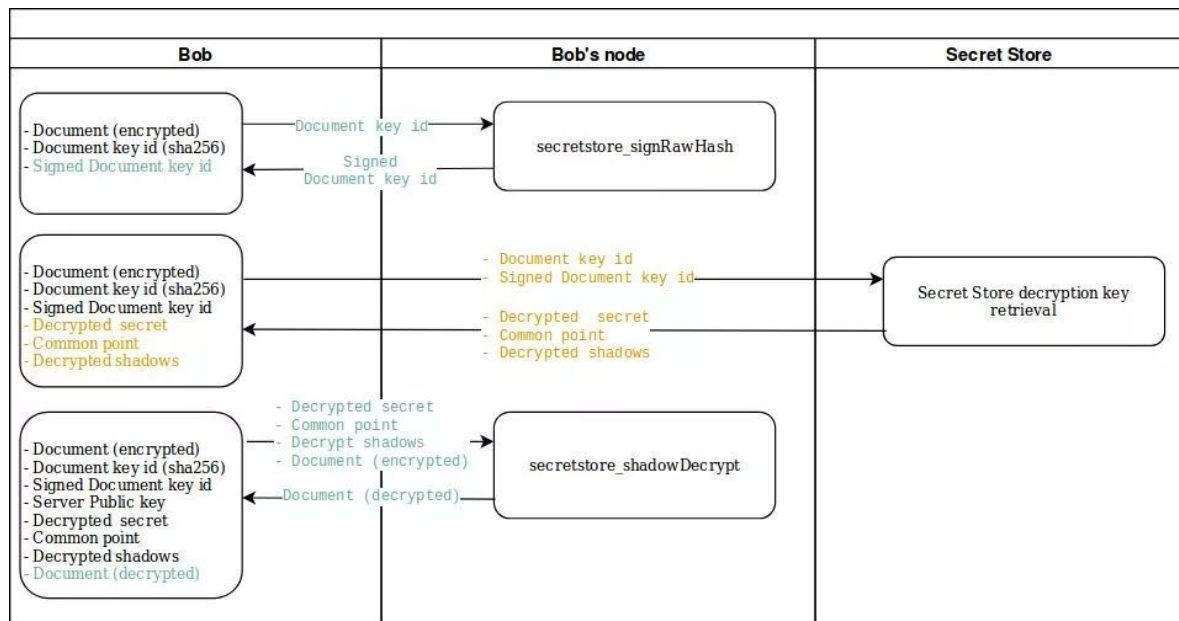 Bob
Bob's node
Secret Store
- Document (encrypted)
- Document key id (sha256)
- Signed Document key id
Document key id
Signed
Document key id
secretstore_signRawHash
- Document (encrypted)
- Document key id (sha256)
- Signed Document key id
- Decrypted secret
- Common point
- Decrypted shadows
- Document key id
- Signed Document key id
- Decrypted secret
- Common point
- Decrypted shadows
Secret Store decryption key
retrieval
- Document (encrypted)
- Document key id (sha256)
- Signed Document key id
- Server Public key
- Decrypted secret
- Common point
- Decrypted shadows
- Document (decrypted)
- Decrypted secret
- Common point
- Decrypt shadows
- Document (encrypted)
Document (decrypted)
secretstore_shadowDecrypt